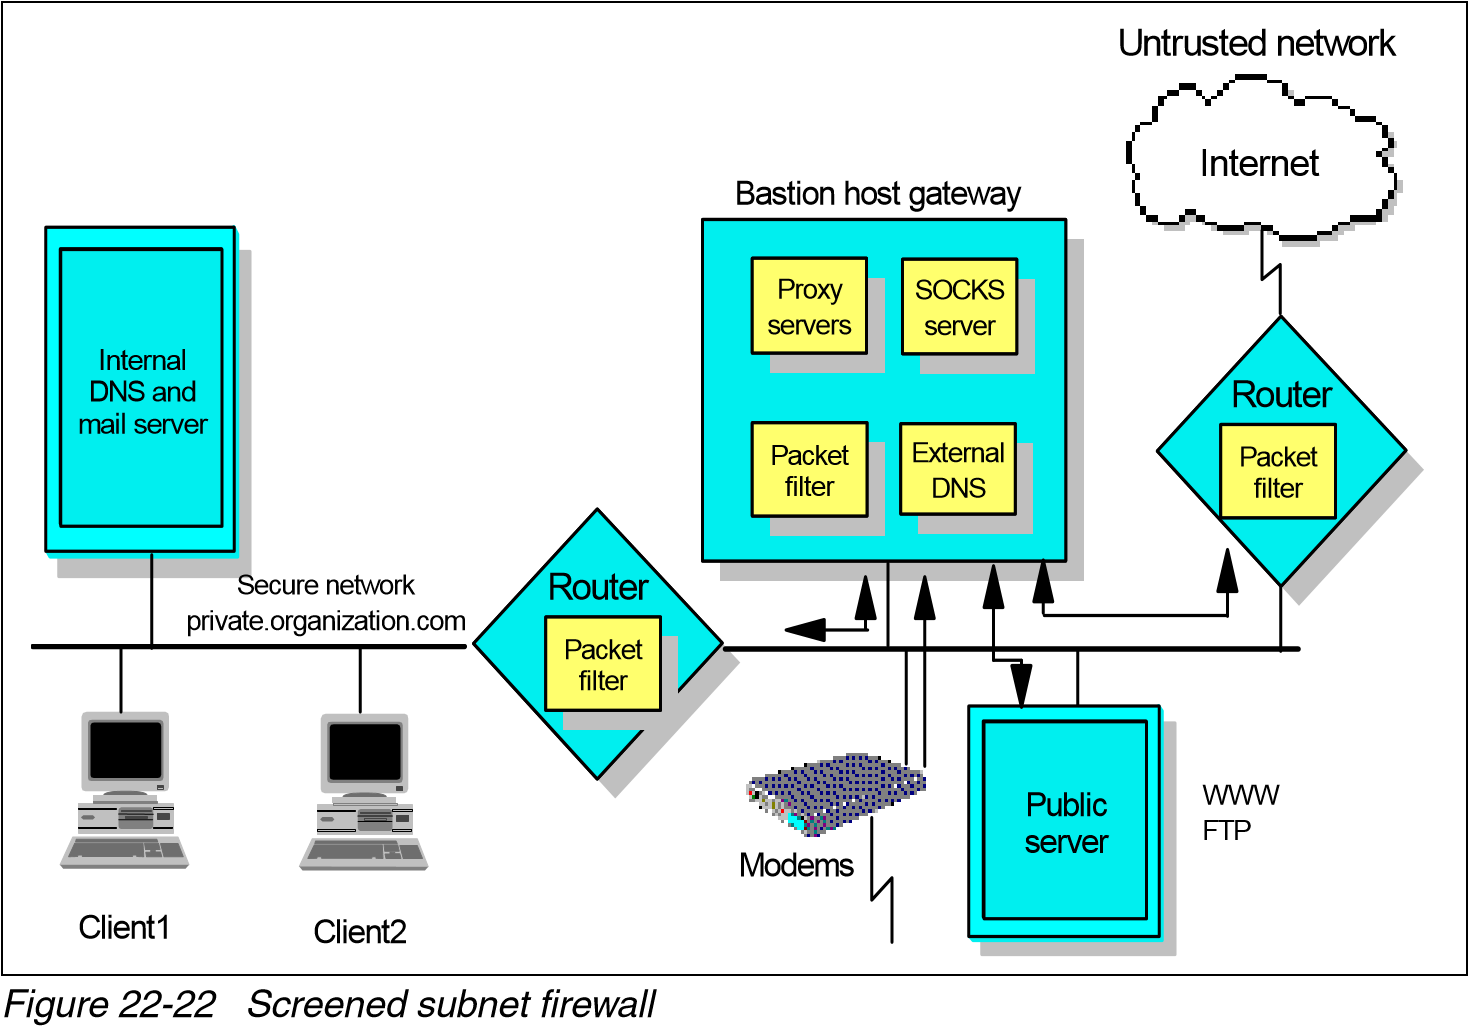 Untrusted network
Internet
Bastion host gateway
Proxy
servers
SOCKS
server
Packet
filter
External
DNS
Router
Packet
filter
Internal
DNS and
mail server
Secure network
private.organization.com
Router
Packet
filter
Client1
Client2
Modems
Public
server
WWW
FTP
Figure 22-22 Screened subnet firewall